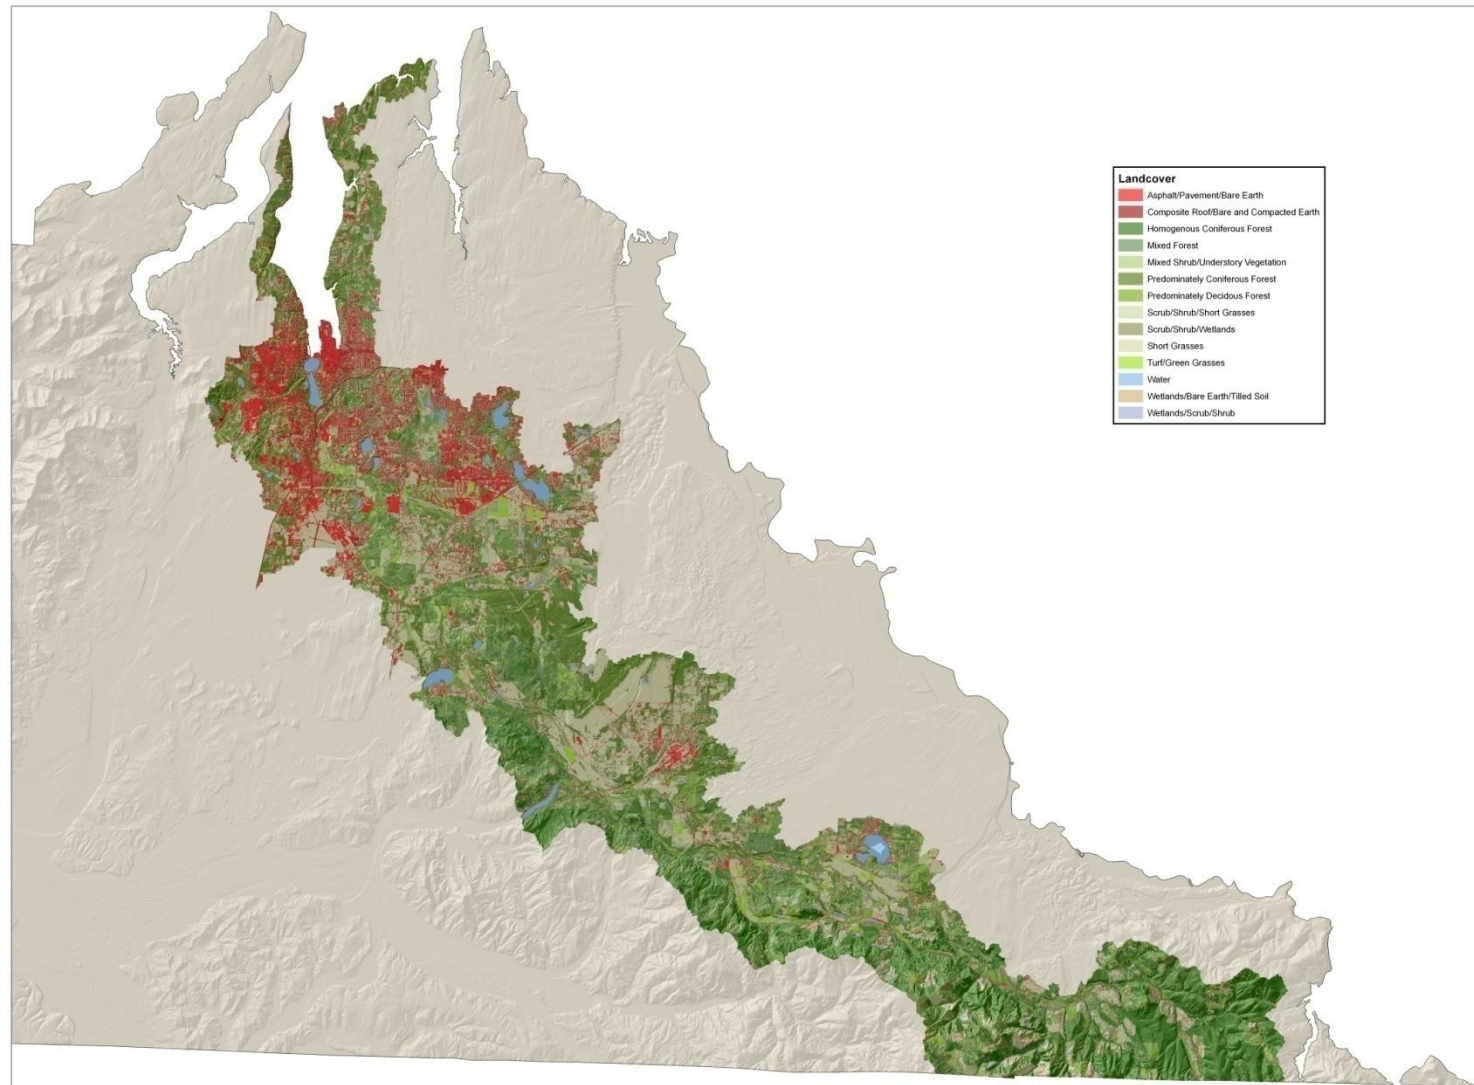 Landcover
Asphalt/Pavement/Bare Earth
Composite Roof/Bare and Compacted Earth
Homogenous Coniferous Forest
Mixed Forest
Mixed Shrub/Understory Vegetation
Predominately Coniferous Forest
Predominately Decidous Forest
Scrub/Shrub/Short Grasses
Scrub/Shrub/Wetlands
Short Grasses
Turf/Green Grasses
Water
Wetlands/Bare Earth/Tilled Soil
Wetlands/Scrub/Shrub